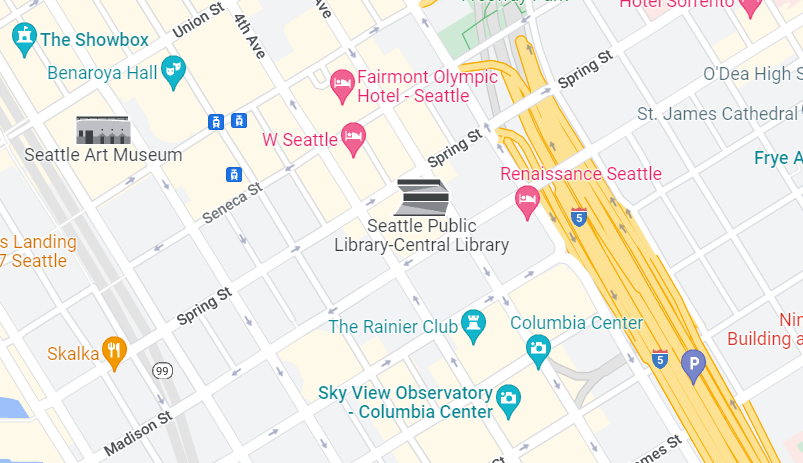 Union St
4th Ave
Ave
Hotel Sorrento
The Showbox
Benaroya Hall
Fairmont Olympic
Hotel - Seattle
Spring St
O'Dea High S
St. James Cathedral
W Seattle
Seattle Art Museum
Spring St
Frye A
Renaissance Seattle
Seneca St
5
Seattle Public
Library-Central Library
s Landing
7 Seattle
Spring St
The Rainier Club
Columbia Center
Nin
Building a
Skalka
99
5
P
Sky View Observatory
- Columbia Center
Madison St
mes St